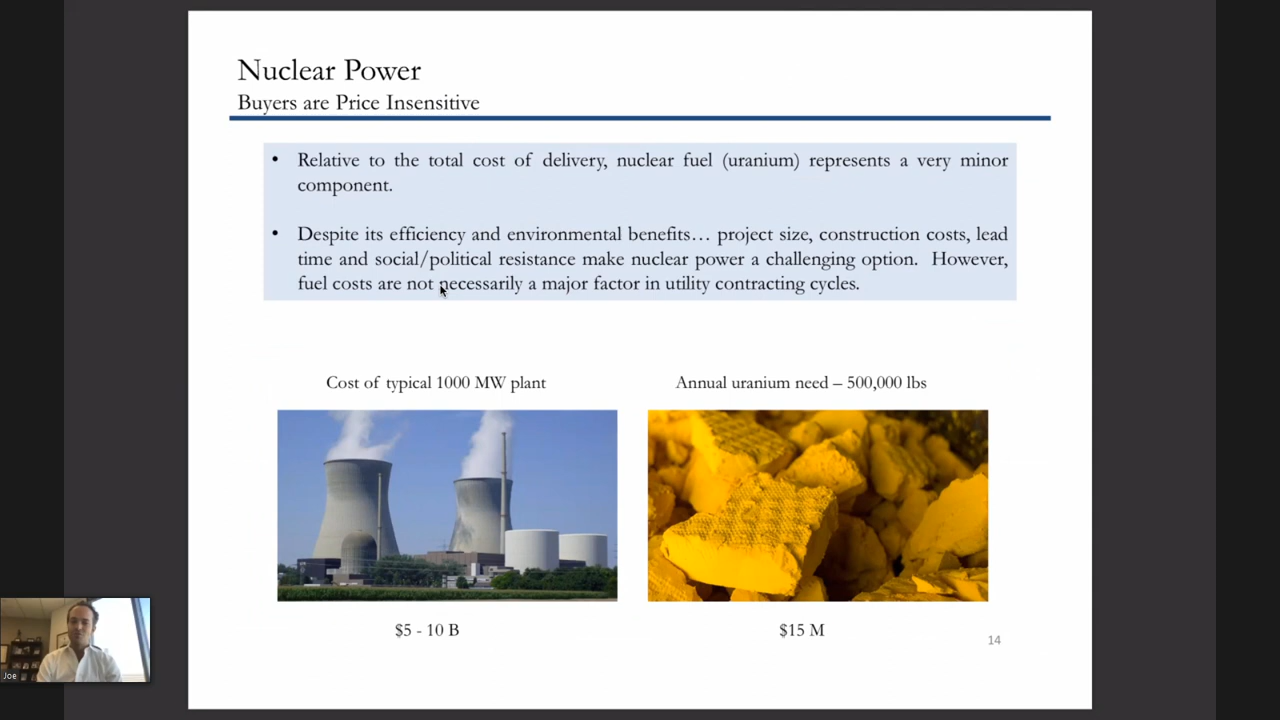 Nuclear Power
Buyers are Price Insensitive
• Relative to the total cost of delivery, nuclear fuel (uranium) represents a very minor
component.
• Despite its efficiency and environmental benefits… project size, construction costs, lead
time and social/political resistance make nuclear power a challenging option. However,
fuel costs are not necessarily a major factor in utility contracting cycles.
Cost of typical 1000 MW plant
Annual uranium need – 500,000 lbs
$5 - 10 B
$15 M
14
Joe